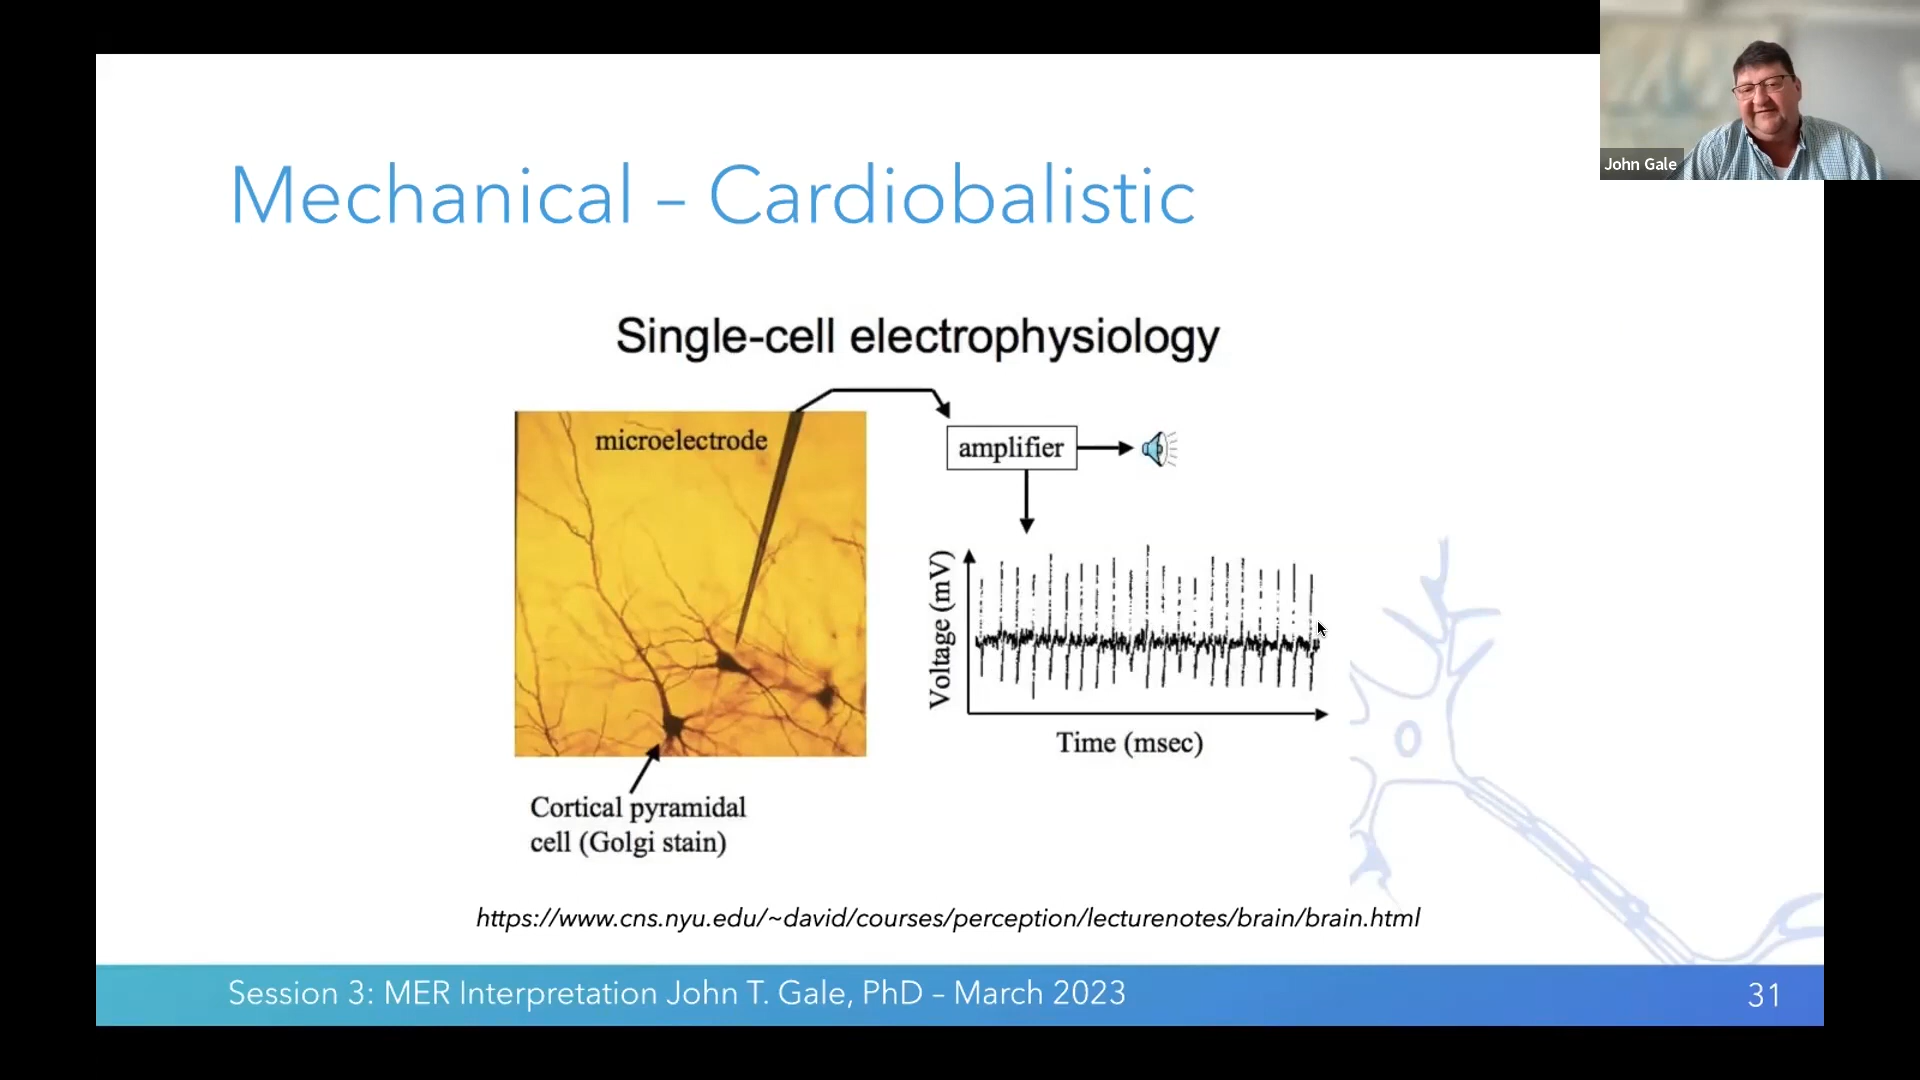 John Gale
Mechanical – Cardiobalistic
Single-cell electrophysiology
microelectrode
amplifier
Voltage (mV)
Time (msec)
Cortical pyramidal
cell (Golgi stain)
https://www.cns.nyu.edu/~david/courses/perception/lecturenotes/brain/brain.html
Session 3: MER Interpretation John T. Gale, PhD – March 2023
31